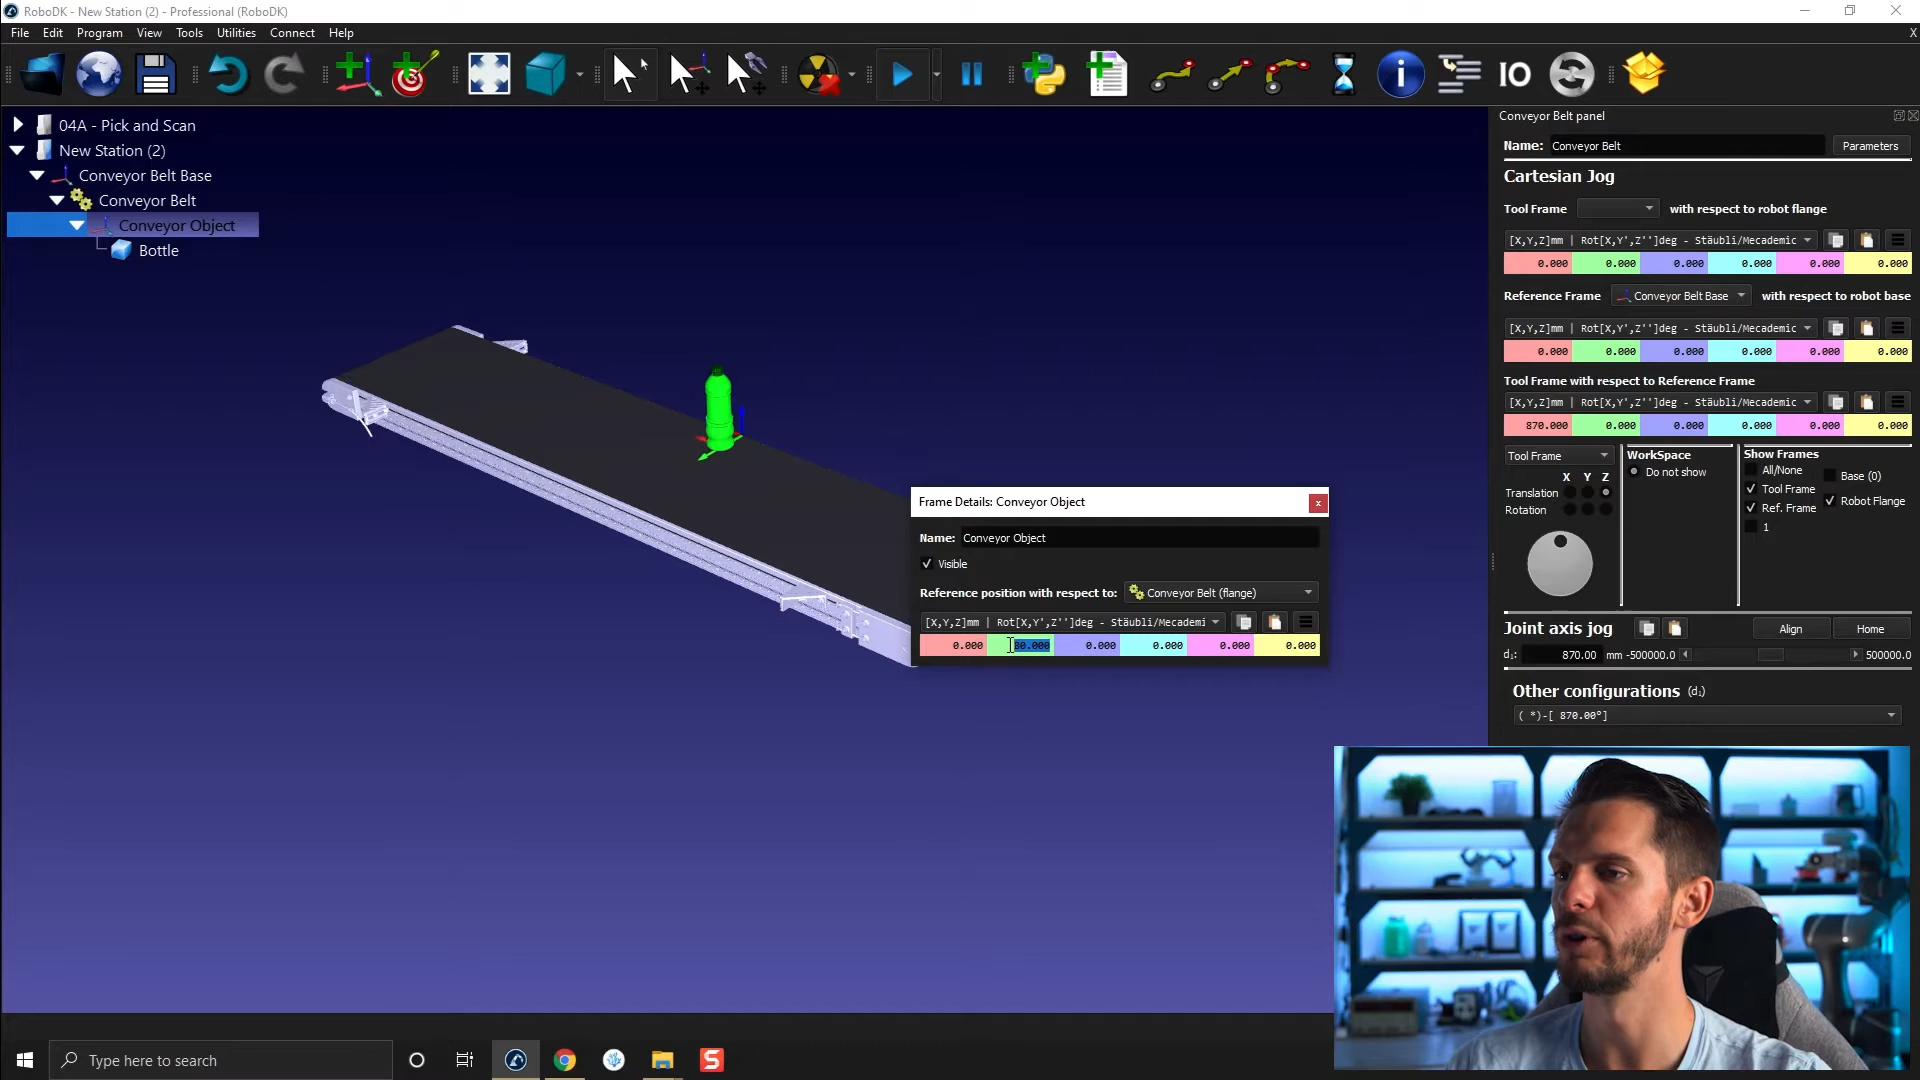 RoboDK - New Station (2) - Professional (RoboDK)
File Edit Program View Tools Utilities Connect Help X
IO
04A - Pick and Scan
New Station (2)
Conveyor Belt Base
Conveyor Belt
Conveyor Object
Bottle
Conveyor Belt panel
Name: Conveyor Belt Parameters
Cartesian Jog
Tool Frame with respect to robot flange
[X,Y,Z]mm | Rot[X,Y',Z'']deg - Stäubli/Mecademic
0.000 0.000 0.000 0.000 0.000 0.000
Reference Frame Conveyor Belt Base with respect to robot base
[X,Y,Z]mm | Rot[X,Y',Z'']deg - Stäubli/Mecademic
0.000 0.000 0.000 0.000 0.000 0.000
Tool Frame with respect to Reference Frame
[X,Y,Z]mm | Rot[X,Y',Z'']deg - Stäubli/Mecademic
870.000 0.000 0.000 0.000 0.000 0.000
Tool Frame
X Y Z
Translation
Rotation
WorkSpace
Do not show
Show Frames
All/None Base (0)
Tool Frame Robot Flange
Ref. Frame
1
Joint axis jog Align Home
d₁: 870.00 mm -500000.0 500000.0
Other configurations (d₁)
( *)-[ 870.00°]
Frame Details: Conveyor Object x
Name: Conveyor Object
Visible
Reference position with respect to: Conveyor Belt (flange)
[X,Y,Z]mm | Rot[X,Y',Z'']deg - Stäubli/Mecademi
0.000 80.000 0.000 0.000 0.000 0.000
Type here to search
S